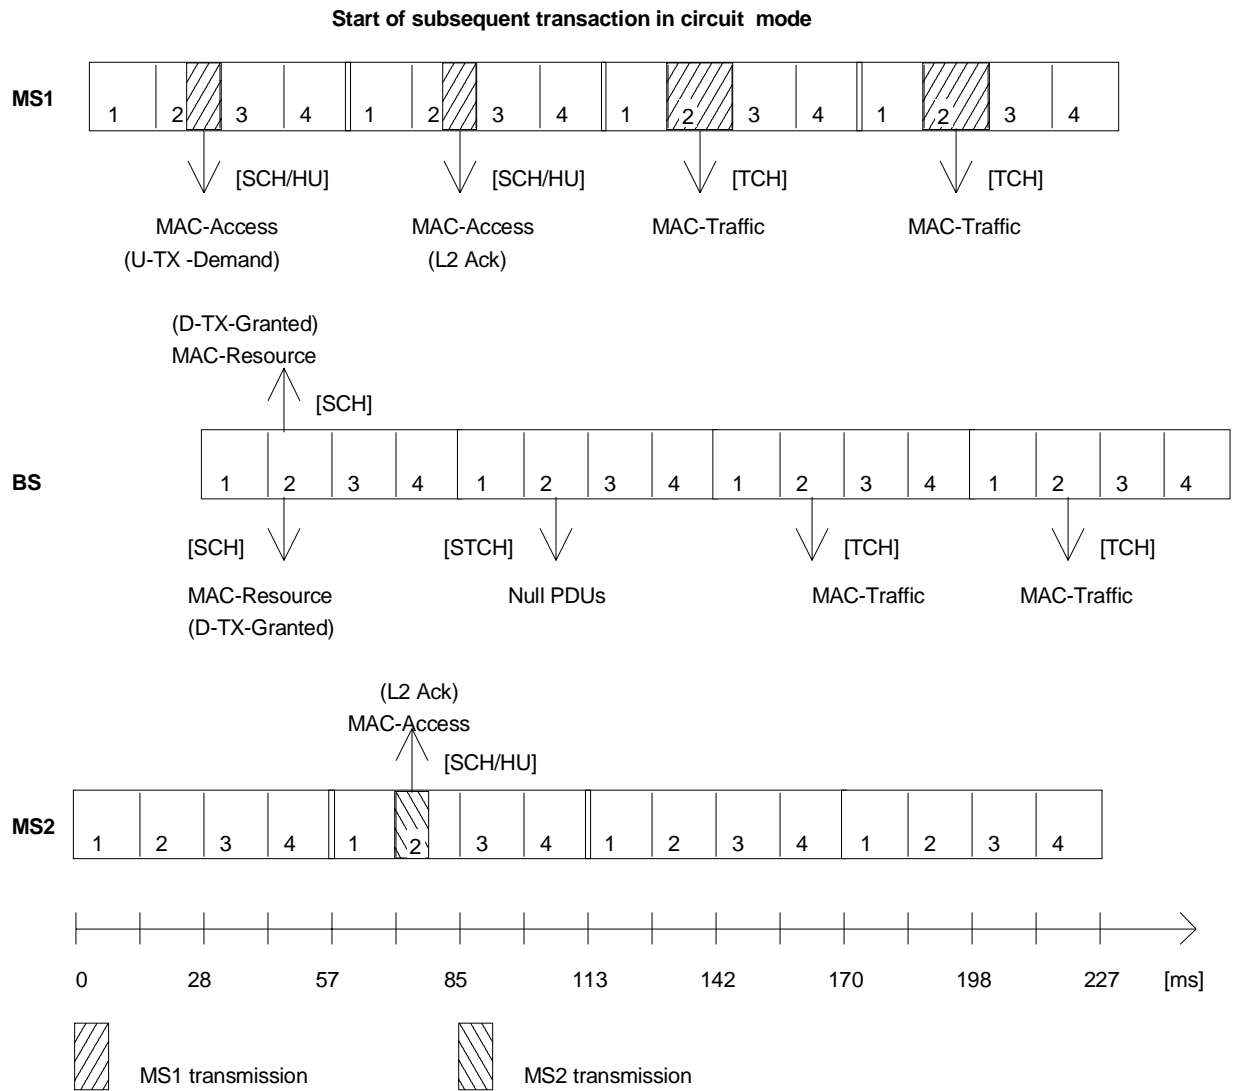 Start of subsequent transaction in circuit mode
MS1
1 2 3 4 1 2 3 4 1 2 3 4 1 2 3 4
[SCH/HU] [SCH/HU] [TCH] [TCH]
MAC-Access MAC-Access MAC-Traffic MAC-Traffic
(U-TX -Demand) (L2 Ack)
(D-TX-Granted)
MAC-Resource
[SCH]
BS
1 2 3 4 1 2 3 4 1 2 3 4 1 2 3 4
[SCH] [STCH] [TCH] [TCH]
MAC-Resource Null PDUs MAC-Traffic MAC-Traffic
(D-TX-Granted)
(L2 Ack)
MAC-Access
[SCH/HU]
MS2
1 2 3 4 1 2 3 4 1 2 3 4 1 2 3 4
0 28 57 85 113 142 170 198 227 [ms]
MS1 transmission MS2 transmission